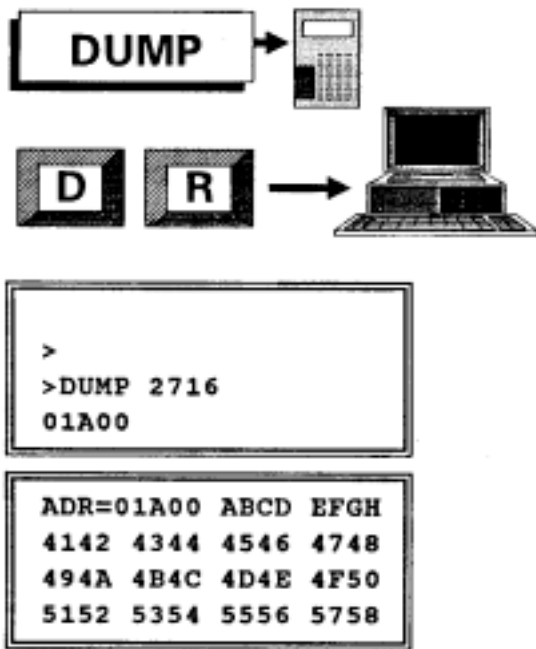 DUMP
D R
>
>DUMP 2716
01A00
ADR=01A00 ABCD EFGH
4142 4344 4546 4748
494A 4B4C 4D4E 4F50
5152 5354 5556 5758